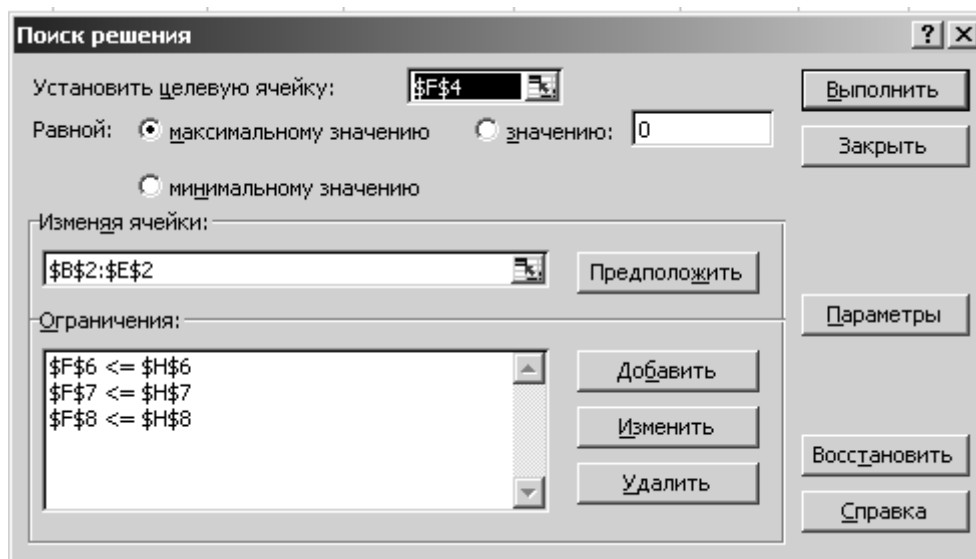 Поиск решения
Установить целевую ячейку: $F$4
Выполнить
Равной: максимальному значению значению: 0
Закрыть
минимальному значению
Изменяя ячейки:
$B$2:$E$2
Предположить
Параметры
Ограничения:
$F$6 <= $H$6
$F$7 <= $H$7
$F$8 <= $H$8
Добавить
Изменить
Удалить
Восстановить
Справка